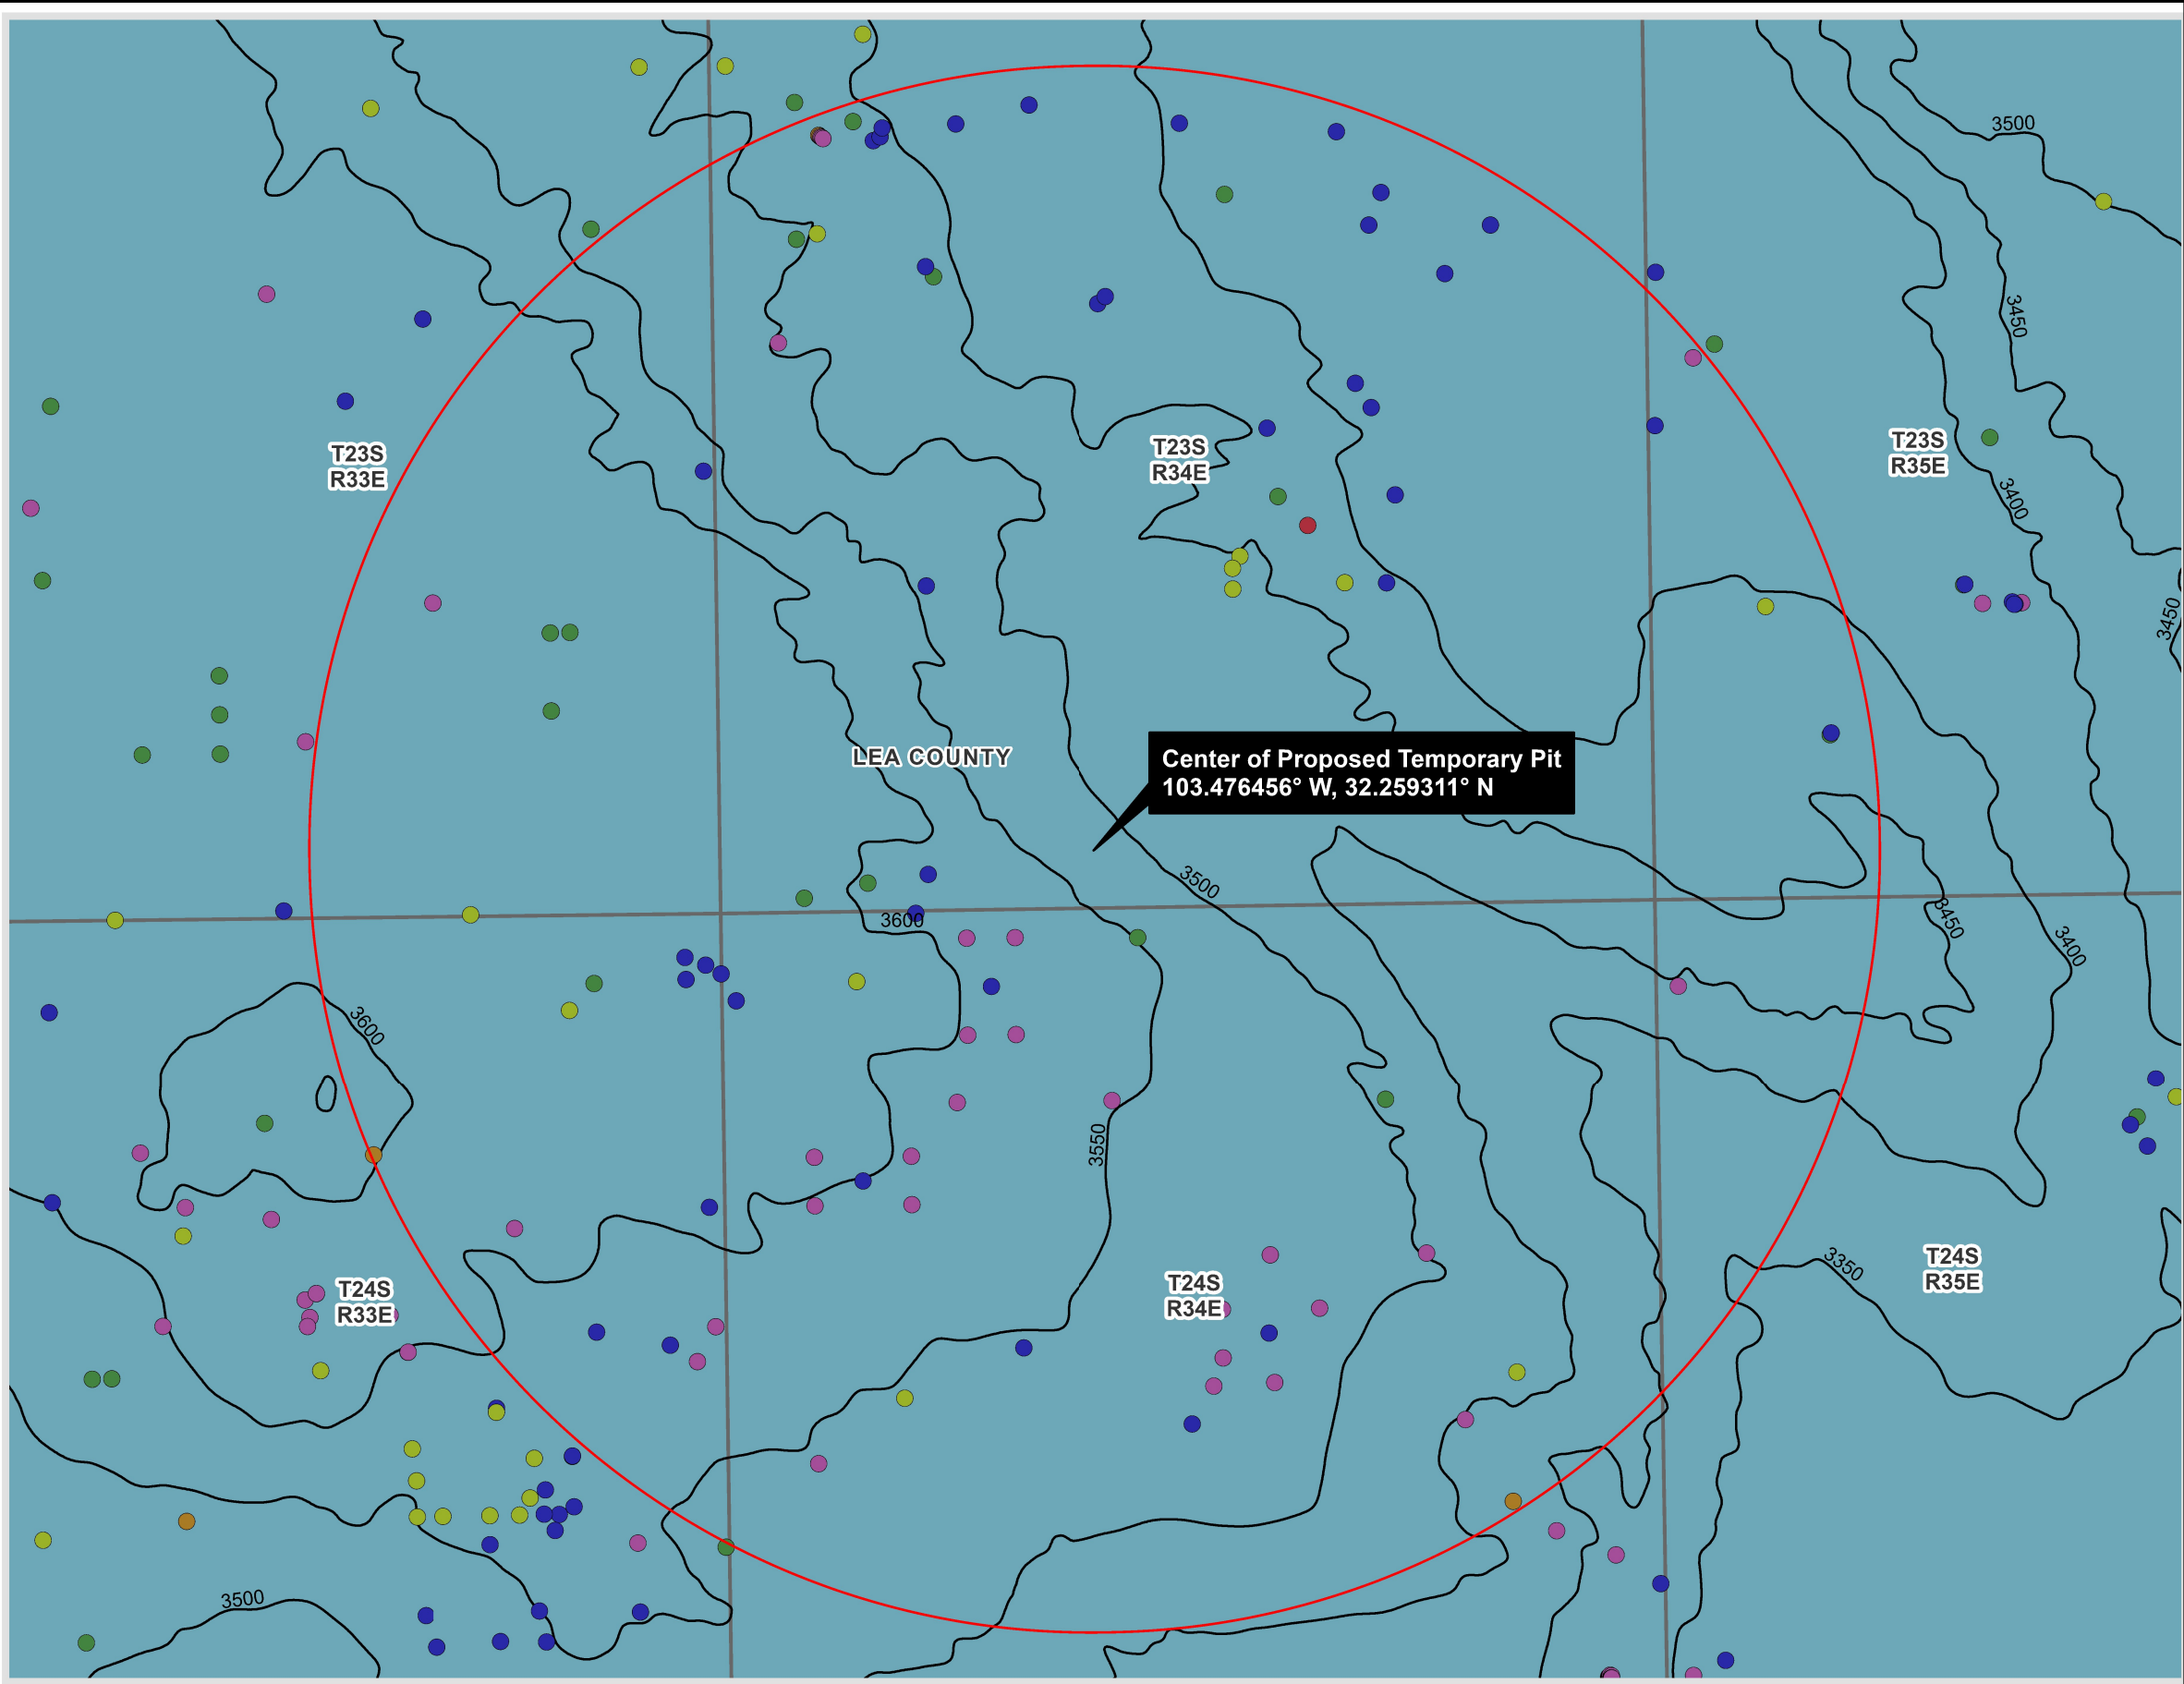 3500
3450
T23S
R33E
T23S
R34E
T23S
R35E
3400
3450
LEA COUNTY
Center of Proposed Temporary Pit
103.476456° W, 32.259311° N
3500
3600
3450
3400
3600
3550
T24S
R33E
T24S
R34E
3350
T24S
R35E
3500